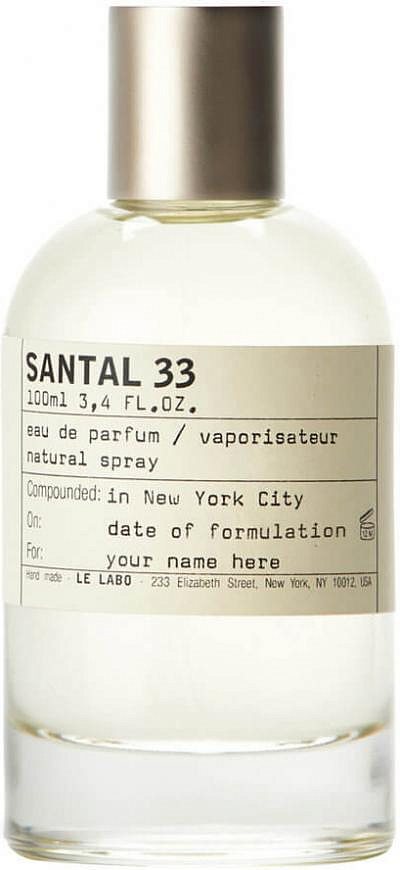 SANTAL 33
100ml 3,4 FL.OZ.
eau de parfum / vaporisateur
natural spray
Compounded: in New York City
On: date of formulation
For: your name here
Hand made - LE LABO - 233 Elizabeth Street, New York, NY 10012, USA